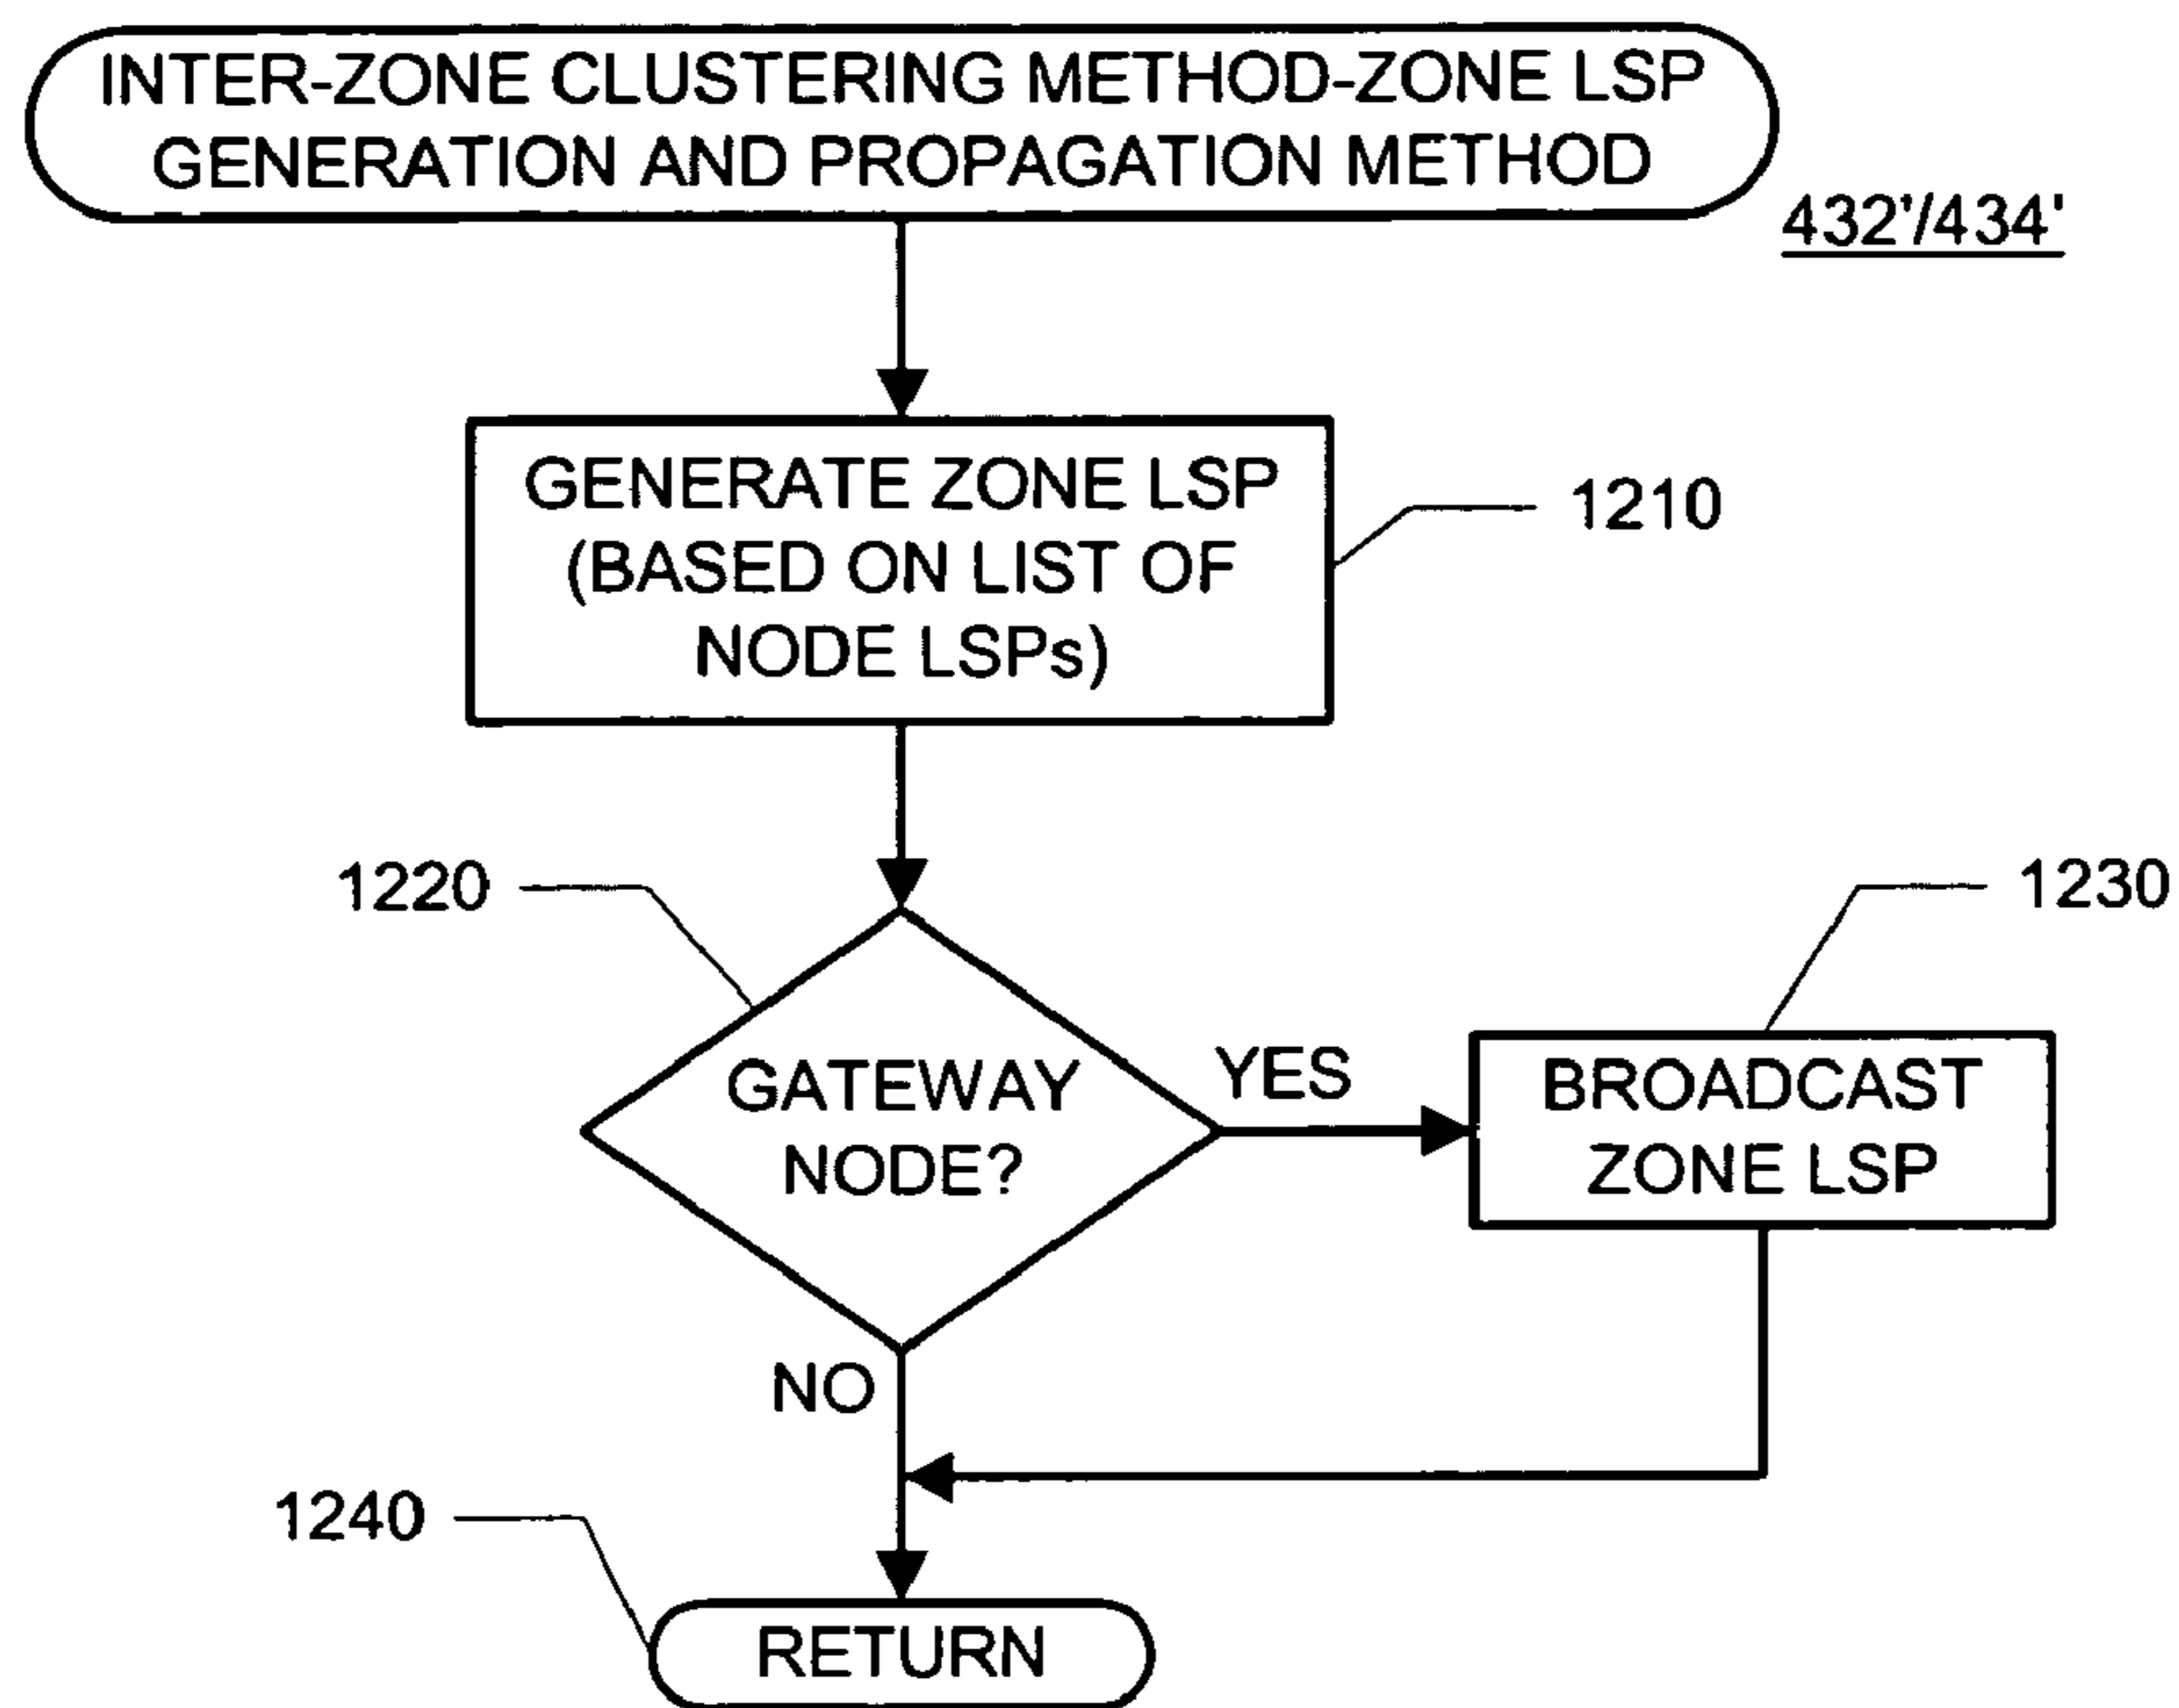 INTER-ZONE CLUSTERING METHOD-ZONE LSP
GENERATION AND PROPAGATION METHOD
432'/434'
GENERATE ZONE LSP
(BASED ON LIST OF
NODE LSPs)
1210
1220
1230
GATEWAY
NODE?
YES
BROADCAST
ZONE LSP
NO
1240
RETURN